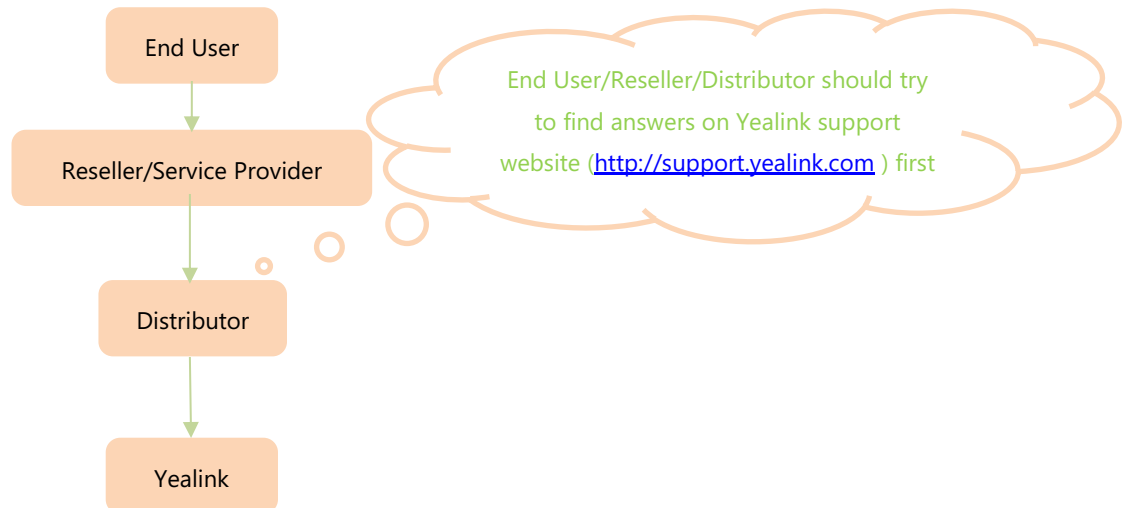 End User
End User/Reseller/Distributor should try
to find answers on Yealink support
website (http://support.yealink.com ) first
Reseller/Service Provider
Distributor
Yealink